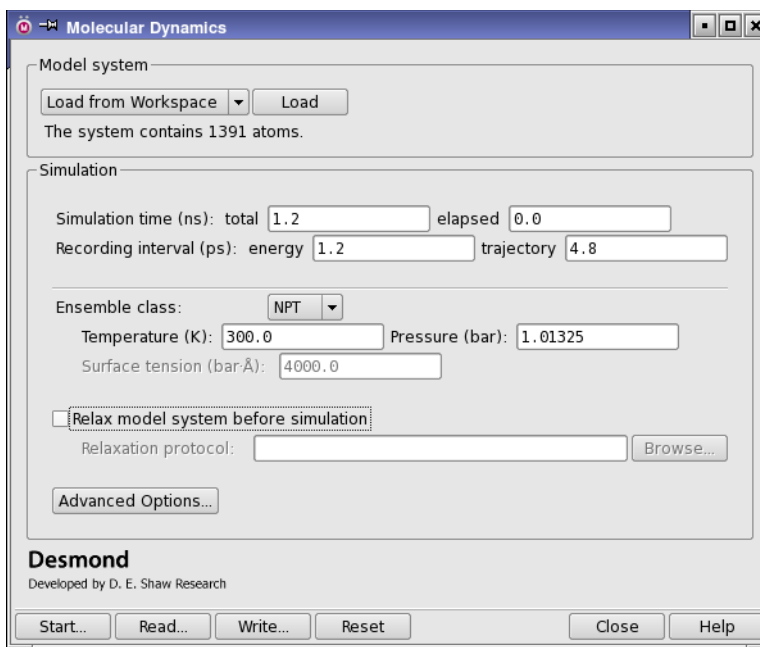 Molecular Dynamics
Model system
Load from Workspace Load
The system contains 1391 atoms.
Simulation
Simulation time (ns): total 1.2 elapsed 0.0
Recording interval (ps): energy 1.2 trajectory 4.8
Ensemble class: NPT
Temperature (K): 300.0 Pressure (bar): 1.01325
Surface tension (bar·Å): 4000.0
Relax model system before simulation
Relaxation protocol: Browse...
Advanced Options...
Desmond
Developed by D. E. Shaw Research
Start... Read... Write... Reset Close Help